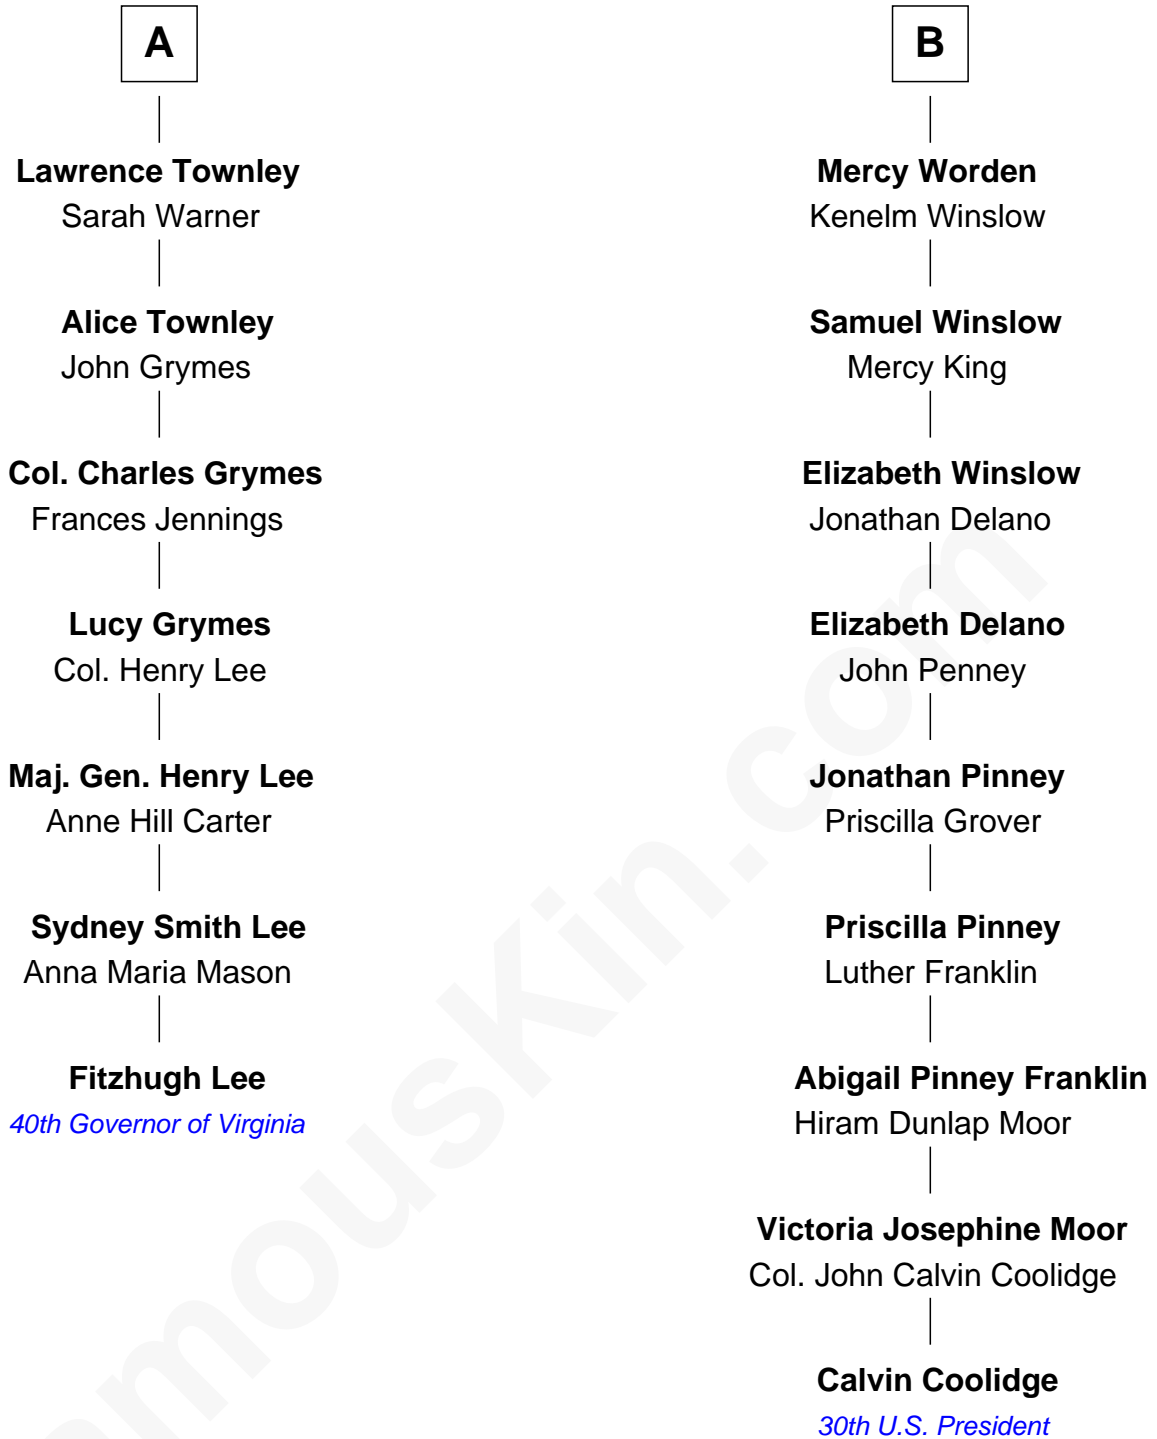 A
Lawrence Townley
Sarah Warner
Alice Townley
John Grymes
Col. Charles Grymes
Frances Jennings
Lucy Grymes
Col. Henry Lee
Maj. Gen. Henry Lee
Anne Hill Carter
Sydney Smith Lee
Anna Maria Mason
Fitzhugh Lee
40th Governor of Virginia
B
Mercy Worden
Kenelm Winslow
Samuel Winslow
Mercy King
Elizabeth Winslow
Jonathan Delano
Elizabeth Delano
John Penney
Jonathan Pinney
Priscilla Grover
Priscilla Pinney
Luther Franklin
Abigail Pinney Franklin
Hiram Dunlap Moor
Victoria Josephine Moor
Col. John Calvin Coolidge
Calvin Coolidge
30th U.S. President
amouskin.com